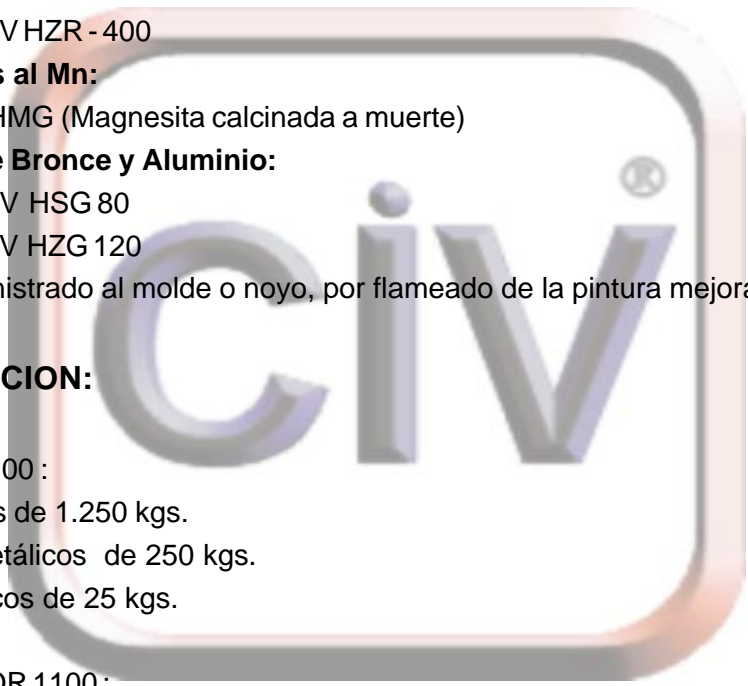 V HZR - 400
s al Mn:
HMG (Magnesita calcinada a muerte)
e Bronce y Aluminio:
V HSG 80
V HZG 120
nistrado al molde o noyo, por flameado de la pintura mejora
CION:
00 :
s de 1.250 kgs.
etálicos de 250 kgs.
cos de 25 kgs.
OR 1100 :
civ ®